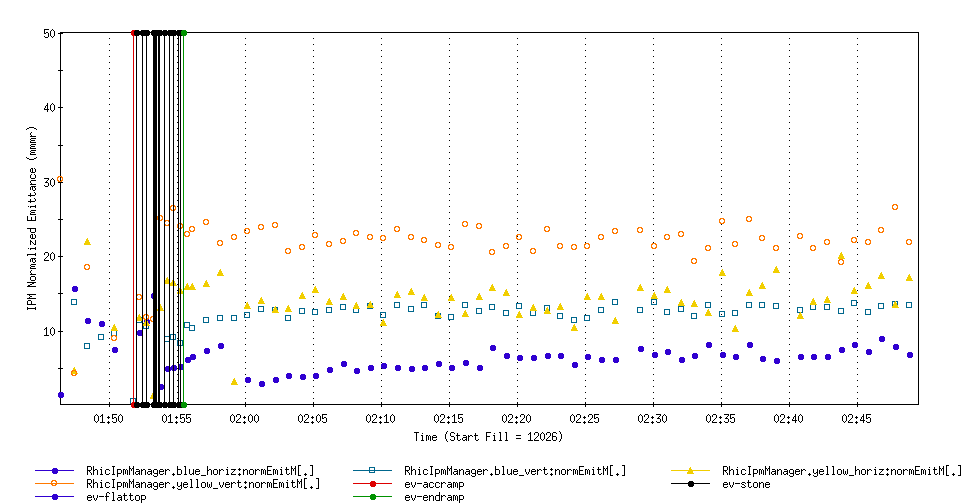 50
40
30
20
10
IPM Normalized Emittance (mmmr)
01:50 01:55 02:00 02:05 02:10 02:15 02:20 02:25 02:30 02:35 02:40 02:45
Time (Start Fill = 12026)
RhicIpmManager.blue_horiz:normEmitM[.] RhicIpmManager.blue_vert:normEmitM[.] RhicIpmManager.yellow_horiz:normEmitM[.]
RhicIpmManager.yellow_vert:normEmitM[.] ev-accramp ev-stone
ev-flattop ev-endramp